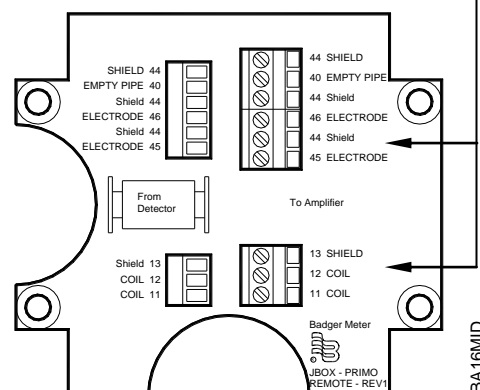 SHIELD 44
EMPTY PIPE 40
Shield 44
ELECTRODE 46
Shield 44
ELECTRODE 45
44 SHIELD
40 EMPTY PIPE
44 Shield
46 ELECTRODE
44 Shield
45 ELECTRODE
From
Detector
To Amplifier
Shield 13
COIL 12
COIL 11
13 SHIELD
12 COIL
11 COIL
Badger Meter
JBOX - PRIMO
REMOTE - REV1
BA16MID